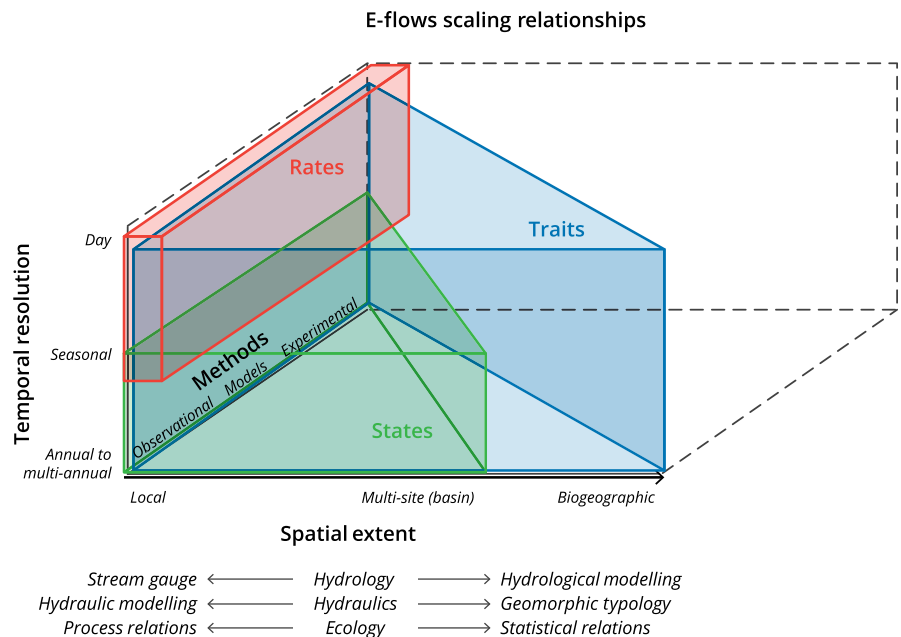 E-flows scaling relationships
Rates
Traits
States
Methods
Observational
Models
Experimental
Temporal resolution
Day
Seasonal
Annual to
multi-annual
Local
Multi-site (basin)
Biogeographic
Spatial extent
Stream gauge Hydrology Hydrological modelling
Hydraulic modelling Hydraulics Geomorphic typology
Process relations Ecology Statistical relations